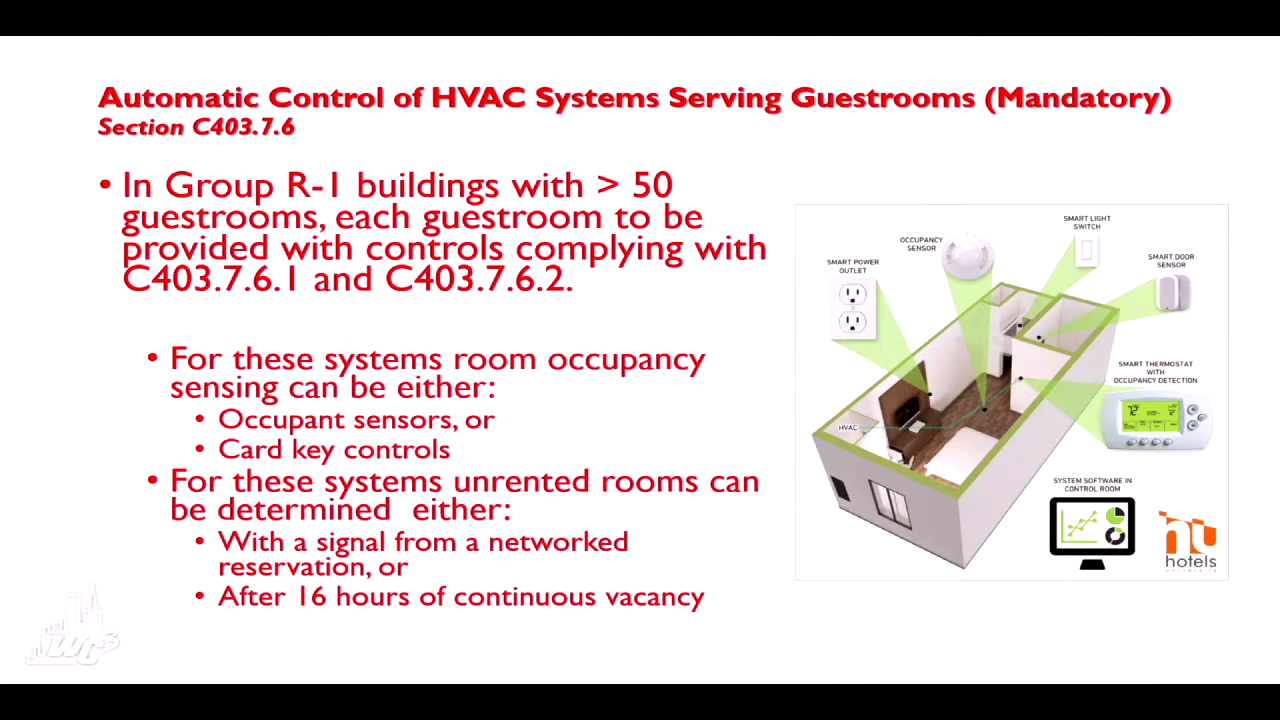 Automatic Control of HVAC Systems Serving Guestrooms (Mandatory)
Section C403.7.6
• In Group R-1 buildings with > 50
guestrooms, each guestroom to be
provided with controls complying with
C403.7.6.1 and C403.7.6.2.
• For these systems room occupancy
sensing can be either:
• Occupant sensors, or
• Card key controls
• For these systems unrented rooms can
be determined either:
• With a signal from a networked
reservation, or
• After 16 hours of continuous vacancy
SMART LIGHT
SWITCH
OCCUPANCY
SENSOR
SMART DOOR
SENSOR
SMART POWER
OUTLET
SMART THERMOSTAT
WITH
OCCUPANCY DETECTION
HVAC
SYSTEM SOFTWARE IN
CONTROL ROOM
nu
hotels
wc3